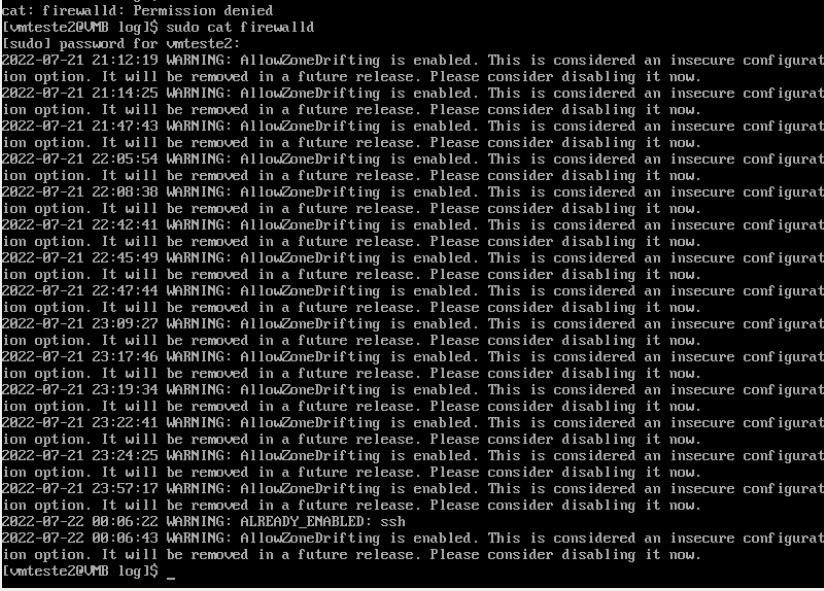 cat: firewalld: Permission denied
[vmteste2@VMB log]$ sudo cat firewalld
[sudo] password for vmteste2:
2022-07-21 21:12:19 WARNING: AllowZoneDrifting is enabled. This is considered an insecure configurat
ion option. It will be removed in a future release. Please consider disabling it now.
2022-07-21 21:14:25 WARNING: AllowZoneDrifting is enabled. This is considered an insecure configurat
ion option. It will be removed in a future release. Please consider disabling it now.
2022-07-21 21:47:43 WARNING: AllowZoneDrifting is enabled. This is considered an insecure configurat
ion option. It will be removed in a future release. Please consider disabling it now.
2022-07-21 22:05:54 WARNING: AllowZoneDrifting is enabled. This is considered an insecure configurat
ion option. It will be removed in a future release. Please consider disabling it now.
2022-07-21 22:08:38 WARNING: AllowZoneDrifting is enabled. This is considered an insecure configurat
ion option. It will be removed in a future release. Please consider disabling it now.
2022-07-21 22:42:41 WARNING: AllowZoneDrifting is enabled. This is considered an insecure configurat
ion option. It will be removed in a future release. Please consider disabling it now.
2022-07-21 22:45:49 WARNING: AllowZoneDrifting is enabled. This is considered an insecure configurat
ion option. It will be removed in a future release. Please consider disabling it now.
2022-07-21 22:47:44 WARNING: AllowZoneDrifting is enabled. This is considered an insecure configurat
ion option. It will be removed in a future release. Please consider disabling it now.
2022-07-21 23:09:27 WARNING: AllowZoneDrifting is enabled. This is considered an insecure configurat
ion option. It will be removed in a future release. Please consider disabling it now.
2022-07-21 23:17:46 WARNING: AllowZoneDrifting is enabled. This is considered an insecure configurat
ion option. It will be removed in a future release. Please consider disabling it now.
2022-07-21 23:19:34 WARNING: AllowZoneDrifting is enabled. This is considered an insecure configurat
ion option. It will be removed in a future release. Please consider disabling it now.
2022-07-21 23:22:41 WARNING: AllowZoneDrifting is enabled. This is considered an insecure configurat
ion option. It will be removed in a future release. Please consider disabling it now.
2022-07-21 23:24:25 WARNING: AllowZoneDrifting is enabled. This is considered an insecure configurat
ion option. It will be removed in a future release. Please consider disabling it now.
2022-07-21 23:57:17 WARNING: AllowZoneDrifting is enabled. This is considered an insecure configurat
ion option. It will be removed in a future release. Please consider disabling it now.
2022-07-22 00:06:22 WARNING: ALREADY_ENABLED: ssh
2022-07-22 00:06:43 WARNING: AllowZoneDrifting is enabled. This is considered an insecure configurat
ion option. It will be removed in a future release. Please consider disabling it now.
[vmteste2@VMB log]$ _